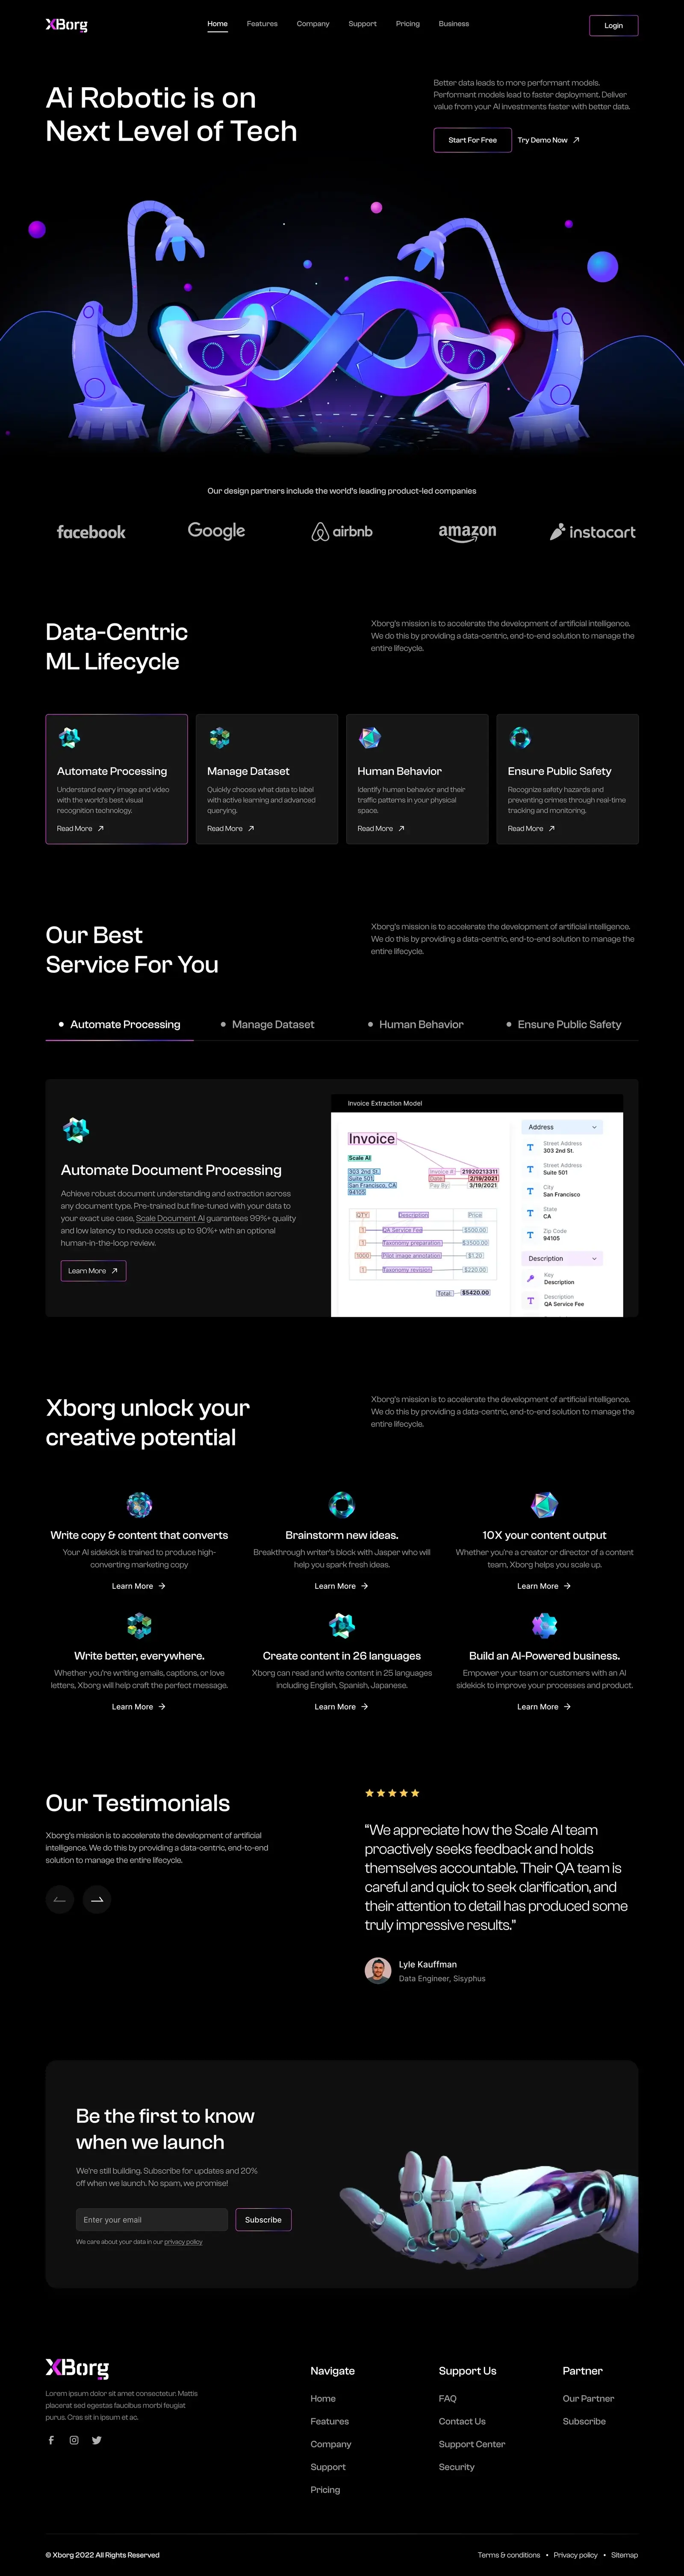 XBorg
Home
Features
Company
Support
Pricing
Business
Login
Ai Robotic is on
Next Level of Tech
Better data leads to more performant models.
Performant models lead to faster deployment. Deliver
value from your AI investments faster with better data.
Start For Free
Try Demo Now
Our design partners include the world's leading product-led companies
facebook
Google
airbnb
amazon
instacart
Data-Centric
ML Lifecycle
Xborg's mission is to accelerate the development of artificial intelligence.
We do this by providing a data-centric, end-to-end solution to manage the
entire lifecycle.
Automate Processing
Understand every image and video
with the world's best visual
recognition technology.
Read More
Manage Dataset
Quickly choose what data to label
with active learning and advanced
querying.
Read More
Human Behavior
Identify human behavior and their
traffic patterns in your physical
space.
Read More
Ensure Public Safety
Recognize safety hazards and
preventing crimes through real-time
tracking and monitoring.
Read More
Our Best
Service For You
Xborg's mission is to accelerate the development of artificial intelligence.
We do this by providing a data-centric, end-to-end solution to manage the
entire lifecycle.
Automate Processing
Manage Dataset
Human Behavior
Ensure Public Safety
Automate Document Processing
Achieve robust document understanding and extraction across
any document type. Pre-trained but fine-tuned with your data to
your exact use case, Scale Document AI guarantees 99%+ quality
and low latency to reduce costs up to 90%+ with an optional
human-in-the-loop review.
Learn More
Invoice Extraction Model
Invoice
Scale AI
303 2nd St.
Suite 501
San Francisco, CA
94105
Invoice # 21920213311
Date: 2/19/2021
Pay By: 3/19/2021
QTY Description Price
1 QA Service Fee $500.00
1 Taxonomy preparation $3500.00
1000 Pilot image annotation $1.20
1 Taxonomy revision $220.00
Total: $5420.00
Address
Street Address
303 2nd St.
Street Address
Suite 501
City
San Francisco
State
CA
Zip Code
94105
Description
Key
Description
Description
QA Service Fee
Xborg unlock your
creative potential
Xborg's mission is to accelerate the development of artificial intelligence.
We do this by providing a data-centric, end-to-end solution to manage the
entire lifecycle.
Write copy & content that converts
Your AI sidekick is trained to produce high-
converting marketing copy
Learn More
Brainstorm new ideas.
Breakthrough writer's block with Jasper who will
help you spark fresh ideas.
Learn More
10X your content output
Whether you're a creator or director of a content
team, Xborg helps you scale up.
Learn More
Write better, everywhere.
Whether you're writing emails, captions, or love
letters, Xborg will help craft the perfect message.
Learn More
Create content in 26 languages
Xborg can read and write content in 25 languages
including English, Spanish, Japanese.
Learn More
Build an AI-Powered business.
Empower your team or customers with an AI
sidekick to improve your processes and product.
Learn More
Our Testimonials
Xborg's mission is to accelerate the development of artificial
intelligence. We do this by providing a data-centric, end-to-end
solution to manage the entire lifecycle.
"We appreciate how the Scale AI team
proactively seeks feedback and holds
themselves accountable. Their QA team is
careful and quick to seek clarification, and
their attention to detail has produced some
truly impressive results."
Lyle Kauffman
Data Engineer, Sisyphus
Be the first to know
when we launch
We're still building. Subscribe for updates and 20%
off when we launch. No spam, we promise!
Enter your email
Subscribe
We care about your data in our privacy policy
XBorg
Lorem ipsum dolor sit amet consectetur. Mattis
placerat sed egestas faucibus morbi feugiat
purus. Cras sit in ipsum et ac.
Navigate
Home
Features
Company
Support
Pricing
Support Us
FAQ
Contact Us
Support Center
Security
Partner
Our Partner
Subscribe
© Xborg 2022 All Rights Reserved
Terms & conditions • Privacy policy • Sitemap